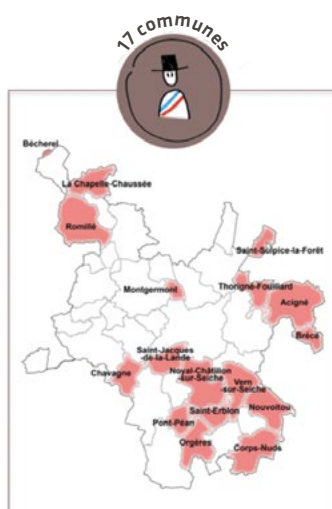 17 communes
Bécherel
La Chapelle-Chaussée
Romillé
Saint-Sulpice-la-Forêt
Montgermont
Thorigné-Fouillard
Acigné
Brécé
Saint-Jacques
de-la-Lande
Noyal-Châtillon
sur-Seiche
Chavagne
Vern
sur-Seiche
Saint-Erblon
Nouvoitou
Pont-Péan
Orgères
Corps-Nuds